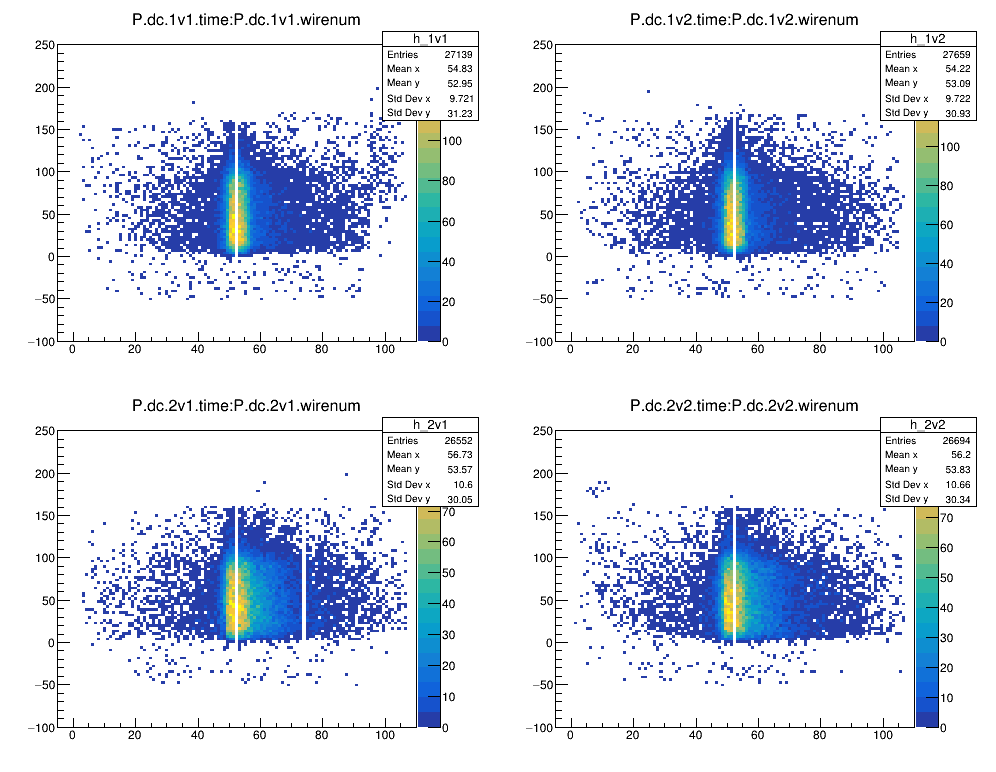 P.dc.1v1.time:P.dc.1v1.wirenum
h_1v1
Entries 27139
Mean x 54.83
Mean y 52.95
Std Dev x 9.721
Std Dev y 31.23
250
200
150
100
50
0
−50
−100
0 20 40 60 80 100
100
80
60
40
20
0
P.dc.1v2.time:P.dc.1v2.wirenum
h_1v2
Entries 27659
Mean x 54.22
Mean y 53.09
Std Dev x 9.722
Std Dev y 30.93
250
200
150
100
50
0
−50
−100
0 20 40 60 80 100
100
80
60
40
20
0
P.dc.2v1.time:P.dc.2v1.wirenum
h_2v1
Entries 26552
Mean x 56.73
Mean y 53.57
Std Dev x 10.6
Std Dev y 30.05
250
200
150
100
50
0
−50
−100
0 20 40 60 80 100
70
60
50
40
30
20
10
0
P.dc.2v2.time:P.dc.2v2.wirenum
h_2v2
Entries 26694
Mean x 56.2
Mean y 53.83
Std Dev x 10.66
Std Dev y 30.34
250
200
150
100
50
0
−50
−100
0 20 40 60 80 100
70
60
50
40
30
20
10
0